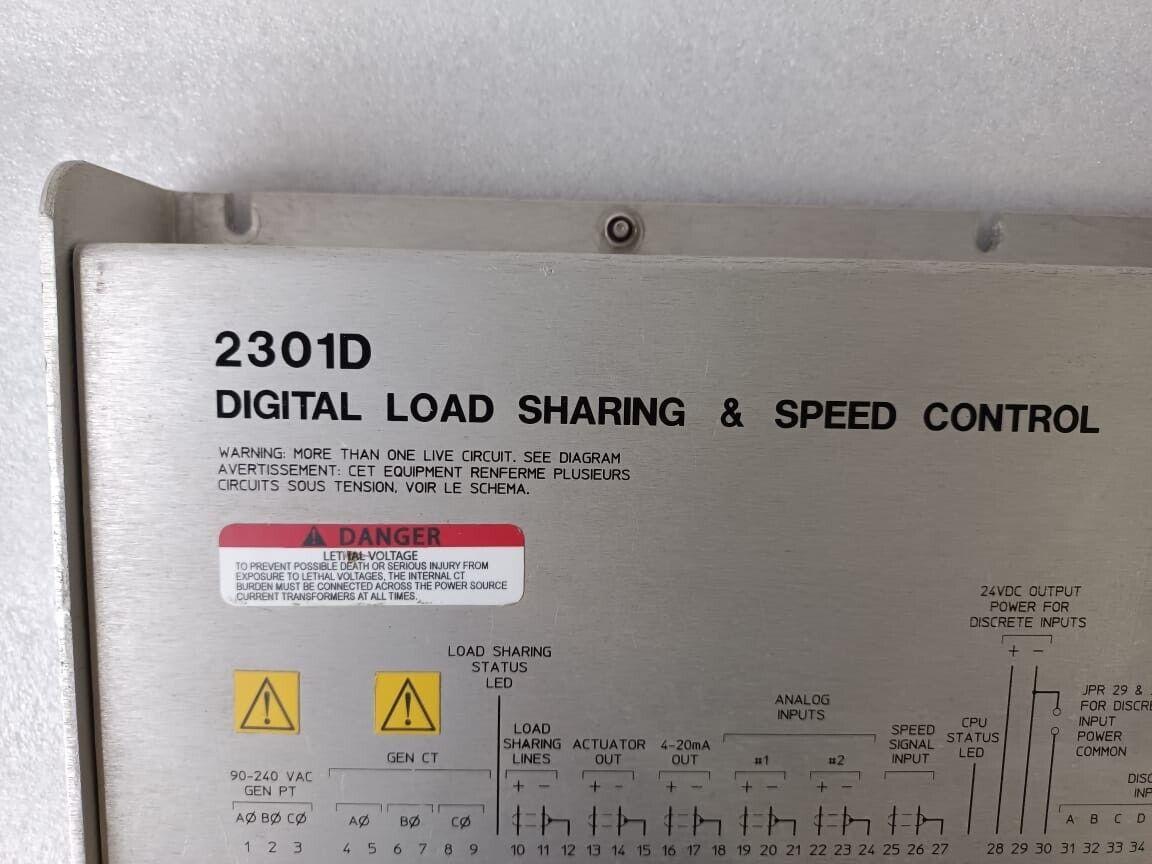 2301D
DIGITAL LOAD SHARING & SPEED CONTROL
WARNING: MORE THAN ONE LIVE CIRCUIT. SEE DIAGRAM
AVERTISSEMENT: CET EQUIPMENT RENFERME PLUSIEURS
CIRCUITS SOUS TENSION, VOIR LE SCHEMA.
DANGER
LETHAL VOLTAGE
TO PREVENT POSSIBLE DEATH OR SERIOUS INJURY FROM
EXPOSURE TO LETHAL VOLTAGES, THE INTERNAL CT
BURDEN MUST BE CONNECTED ACROSS THE POWER SOURCE
CURRENT TRANSFORMERS AT ALL TIMES.
24VDC OUTPUT
POWER FOR
DISCRETE INPUTS
+ −
LOAD SHARING
STATUS
LED
JPR 29 &
FOR DISCRE
INPUT
POWER
COMMON
ANALOG
INPUTS
LOAD
SHARING
LINES
ACTUATOR
OUT
4-20mA
OUT
#1
#2
SPEED
SIGNAL
INPUT
CPU
STATUS
LED
GEN CT
90-240 VAC
GEN PT
DISC
INP
+ − + − + − + − + − + −
AØ BØ CØ
AØ BØ CØ
A B C D
1 2 3 4 5 6 7 8 9 10 11 12 13 14 15 16 17 18 19 20 21 22 23 24 25 26 27 28 29 30 31 32 33 34